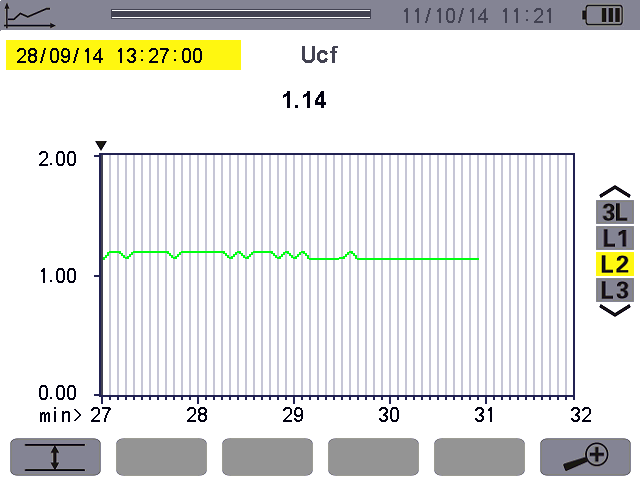 11/10/14 11:21
28/09/14 13:27:00
Ucf
1.14
2.00
1.00
0.00
min> 27 28 29 30 31 32
3L
L1
L2
L3